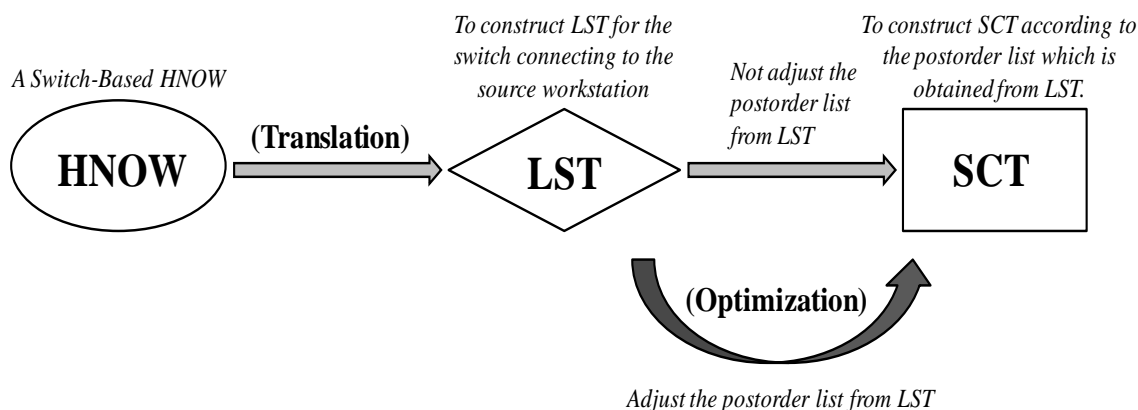 A Switch-Based HNOW
HNOW
(Translation)
To construct LST for the
switch connecting to the
source workstation
LST
Not adjust the
postorder list
from LST
To construct SCT according to
the postorder list which is
obtained from LST.
SCT
(Optimization)
Adjust the postorder list from LST